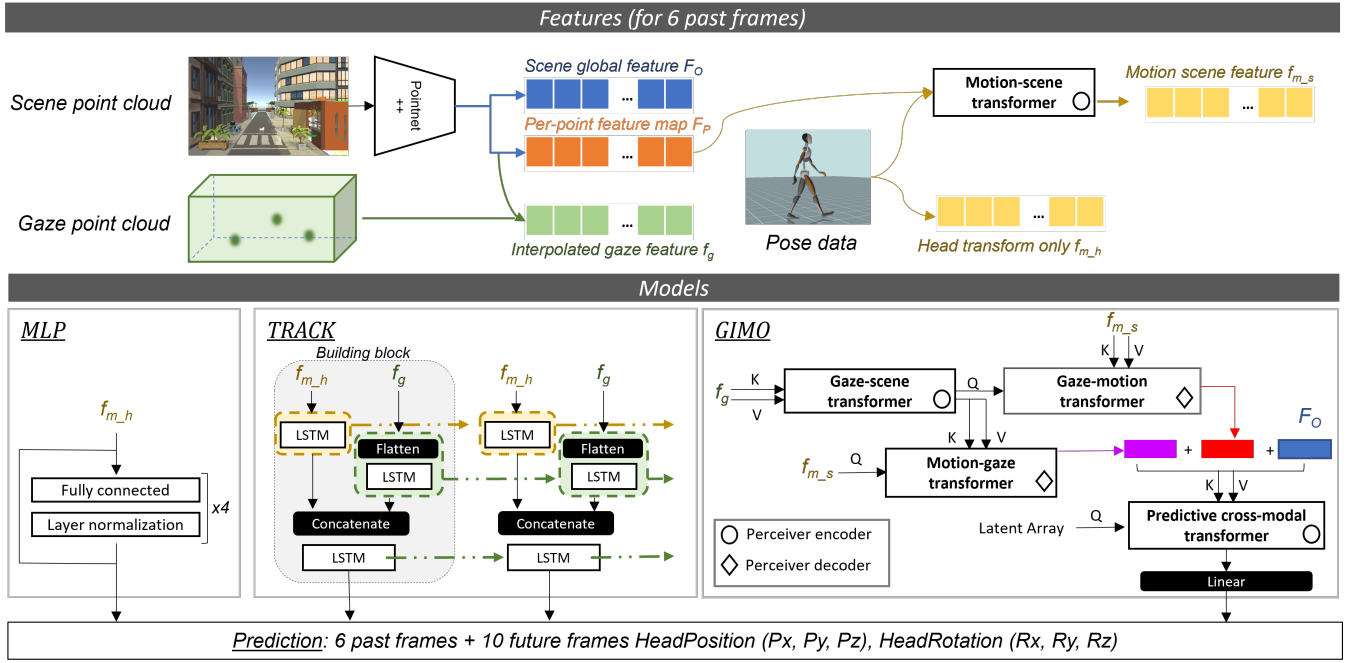 Features (for 6 past frames)
Scene point cloud
Pointnet
++
Scene global feature F_O
...
Per-point feature map F_P
...
Motion-scene
transformer
Motion scene feature f_m_s
...
Gaze point cloud
...
Interpolated gaze feature f_g
Pose data
...
Head transform only f_m_h
Models
MLP
f_m_h
Fully connected
Layer normalization
x4
TRACK
Building block
f_m_h
f_g
f_m_h
f_g
LSTM
Flatten
LSTM
LSTM
Flatten
LSTM
Concatenate
Concatenate
LSTM
LSTM
GIMO
f_m_s
K
V
f_g
K
V
Gaze-scene
transformer
Q
Gaze-motion
transformer
K
V
F_O
f_m_s
Q
Motion-gaze
transformer
+
+
K
V
Latent Array
Q
Predictive cross-modal
transformer
Perceiver encoder
Perceiver decoder
Linear
Prediction: 6 past frames + 10 future frames HeadPosition (Px, Py, Pz), HeadRotation (Rx, Ry, Rz)